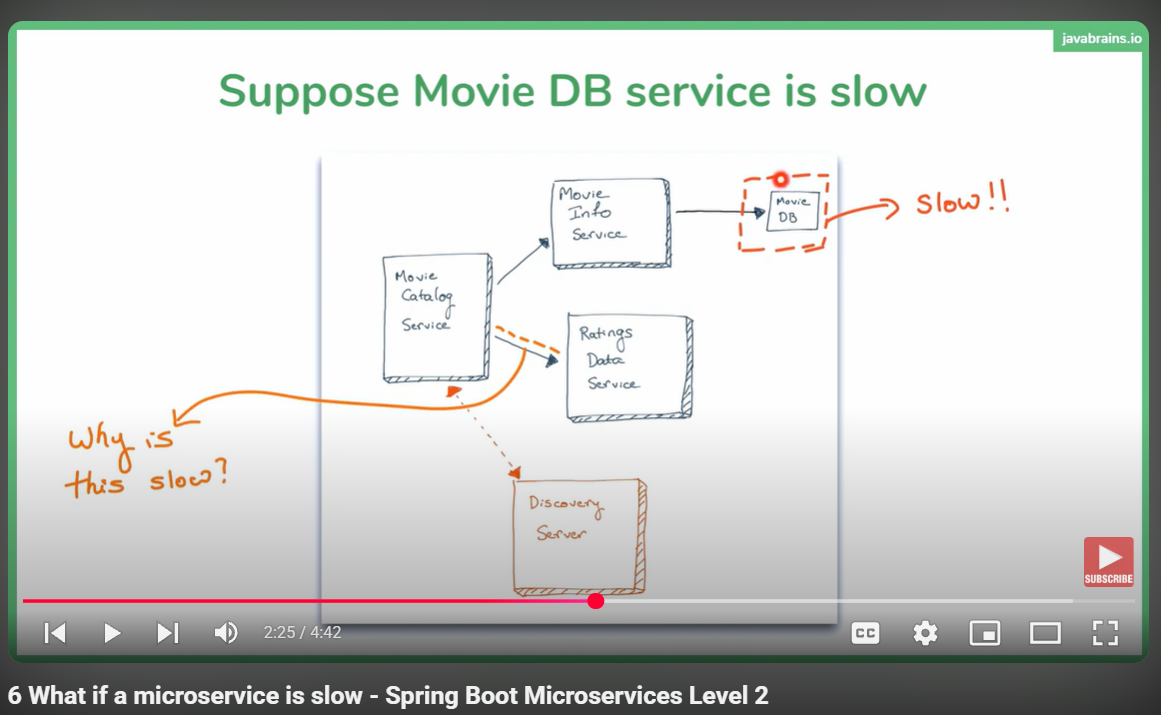 javabrains.io
Suppose Movie DB service is slow
Movie
Info
Service
Movie
DB
Slow!!
Movie
Catalog
Service
Ratings
Data
Service
Why is
this slow?
Discovery
Server
SUBSCRIBE
2:25 / 4:42
CC
6 What if a microservice is slow - Spring Boot Microservices Level 2